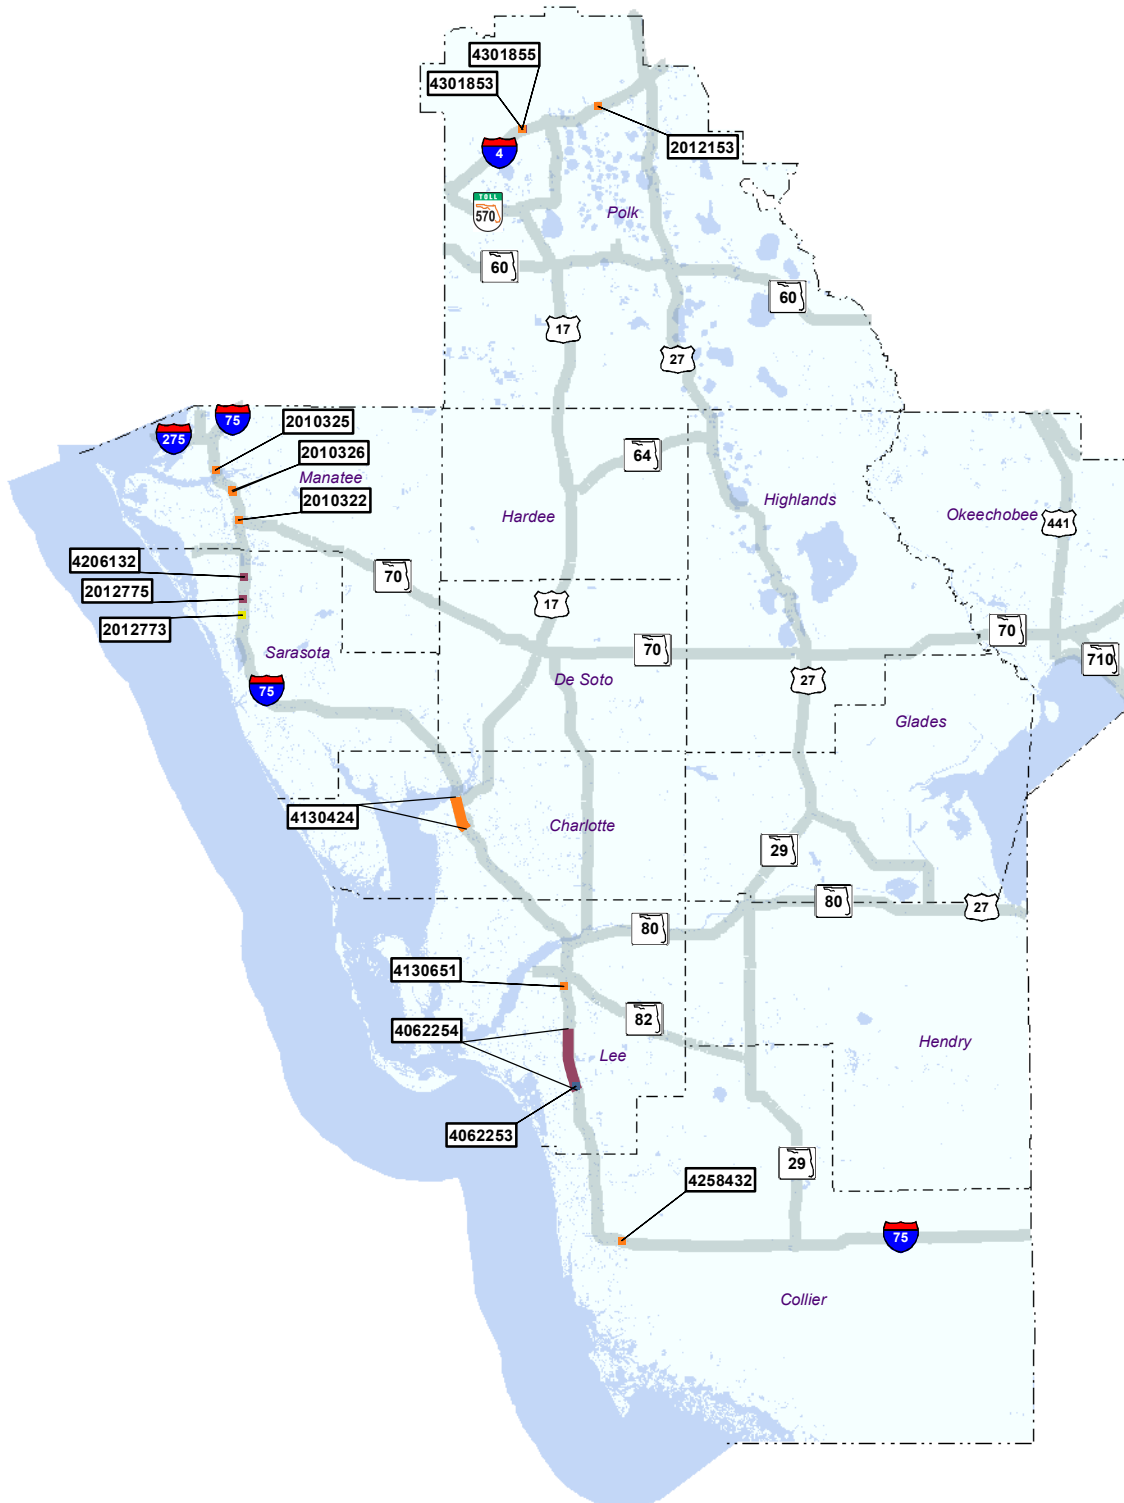 4301855
4301853
2012153
4
TOLL
570
Polk
60
60
17
27
75
275
2010325
2010326
Manatee
2010322
64
Hardee
Highlands
Okeechobee
441
4206132
2012775
2012773
70
17
Sarasota
70
70
710
75
De Soto
27
Glades
4130424
Charlotte
29
80
27
80
4130651
4062254
82
Lee
Hendry
4062253
29
4258432
75
Collier